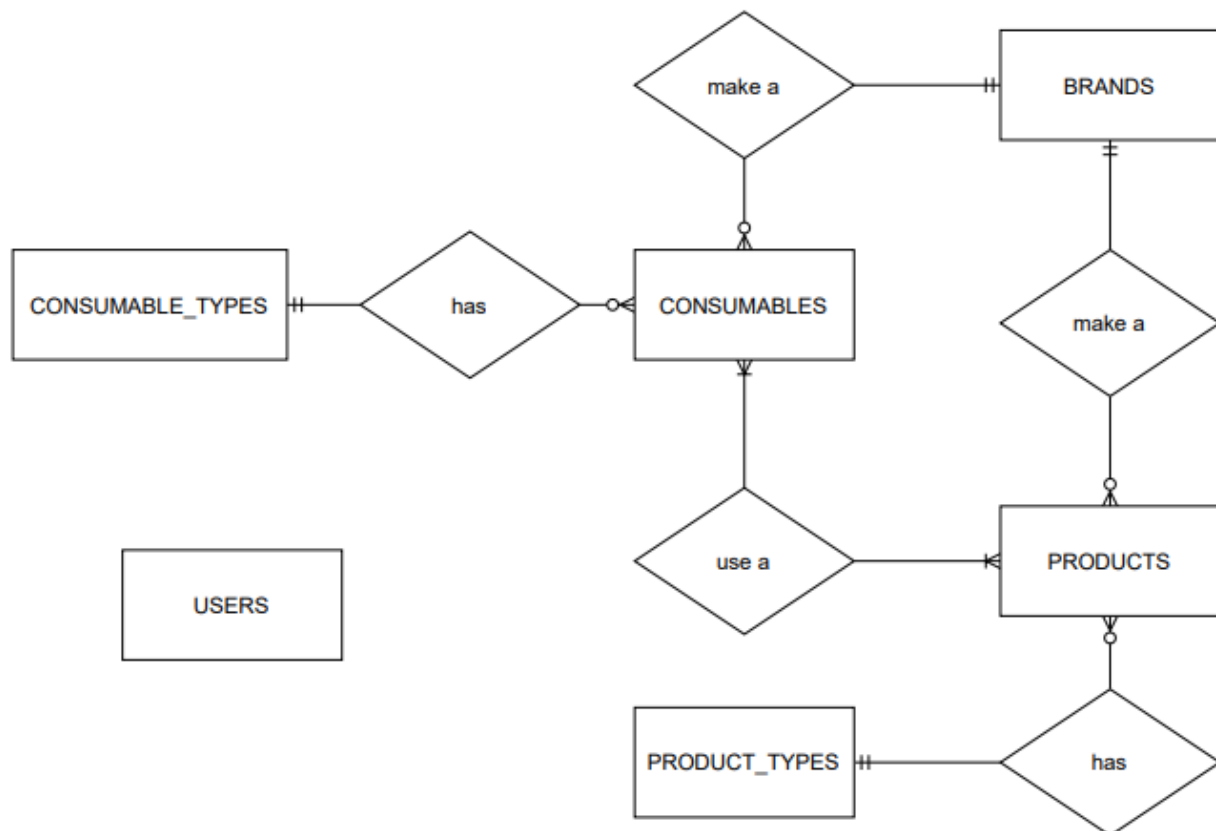 make a
BRANDS
CONSUMABLE_TYPES
has
CONSUMABLES
make a
USERS
use a
PRODUCTS
PRODUCT_TYPES
has